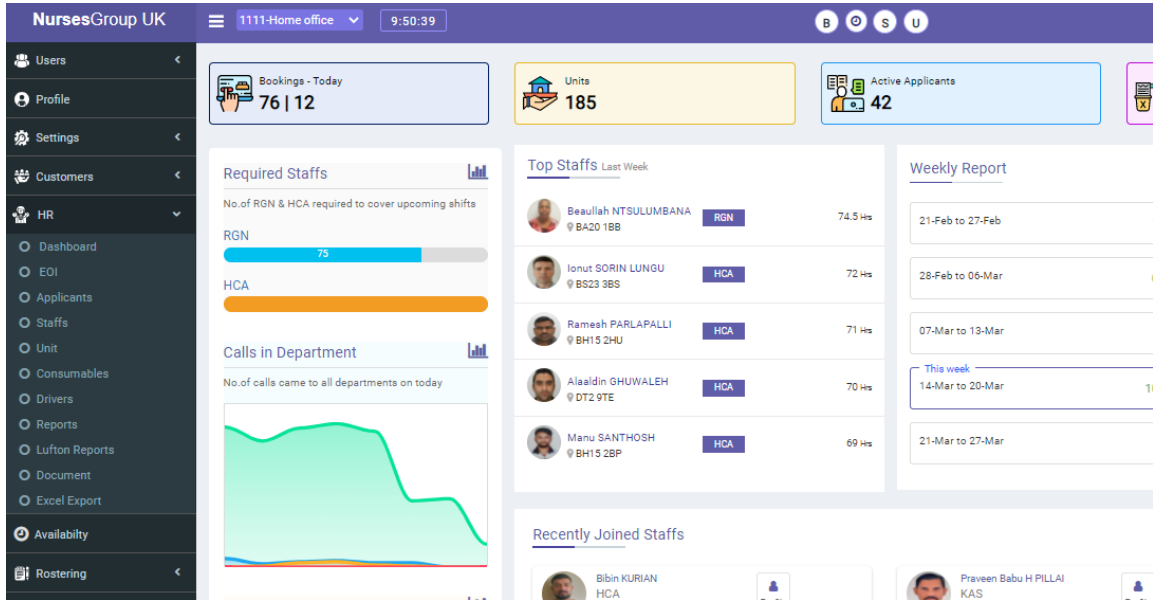 NursesGroup UK
1111-Home office
9:50:39
B
S
U
Users
Profile
Settings
Customers
HR
Dashboard
EOI
Applicants
Staffs
Unit
Consumables
Drivers
Reports
Lufton Reports
Document
Excel Export
Availabilty
Rostering
Bookings - Today
76 | 12
Units
185
Active Applicants
42
Required Staffs
No.of RGN & HCA required to cover upcoming shifts
RGN
75
HCA
Calls in Department
No.of calls came to all departments on today
Top Staffs Last Week
Beaullah NTSULUMBANA RGN 74.5 Hrs
BA20 1BB
Ionut SORIN LUNGU HCA 72 Hrs
BS23 3BS
Ramesh PARLAPALLI HCA 71 Hrs
BH15 2HU
Alaaldin GHUWALEH HCA 70 Hrs
DT2 9TE
Manu SANTHOSH HCA 69 Hrs
BH15 2BP
Weekly Report
21-Feb to 27-Feb
28-Feb to 06-Mar
07-Mar to 13-Mar
This week
14-Mar to 20-Mar
21-Mar to 27-Mar
Recently Joined Staffs
Bibin KURIAN
HCA
Praveen Babu H PILLAI
KAS